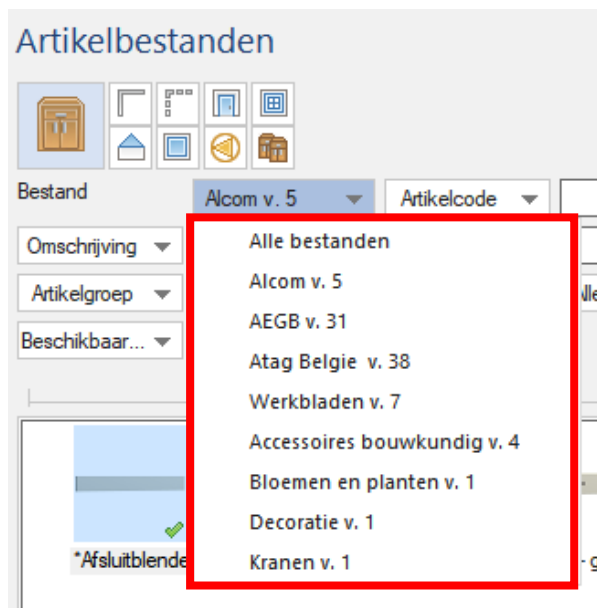 Artikelbestanden
Bestand
Alcom v. 5
Artikelcode
Omschrijving
Artikelgroep
Beschikbaar...
Alle bestanden
Alcom v. 5
AEGB v. 31
Atag Belgie  v. 38
Werkbladen v. 7
Accessoires bouwkundig v. 4
Bloemen en planten v. 1
Decoratie v. 1
Kranen v. 1
*Afsluitblende